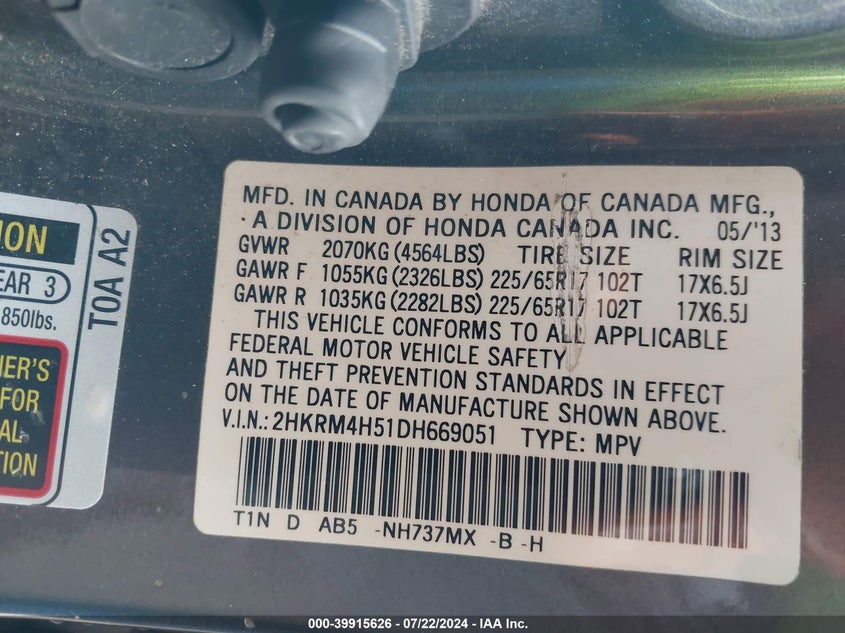 MFD. IN CANADA BY HONDA OF CANADA MFG.,
A DIVISION OF HONDA CANADA INC. 05/'13
GVWR 2070KG (4564LBS) TIRE SIZE RIM SIZE
GAWR F 1055KG (2326LBS) 225/65R17 102T 17X6.5J
GAWR R 1035KG (2282LBS) 225/65R17 102T 17X6.5J
THIS VEHICLE CONFORMS TO ALL APPLICABLE
FEDERAL MOTOR VEHICLE SAFETY
AND THEFT PREVENTION STANDARDS IN EFFECT
ON THE DATE OF MANUFACTURE SHOWN ABOVE.
V.I.N.: 2HKRM4H51DH669051 TYPE: MPV
T1N D AB5 -NH737MX -B -H
ION
EAR 3
850lbs.
T0A A2
NER'S
FOR
AL
TION
000-39915626 - 07/22/2024 - IAA Inc.